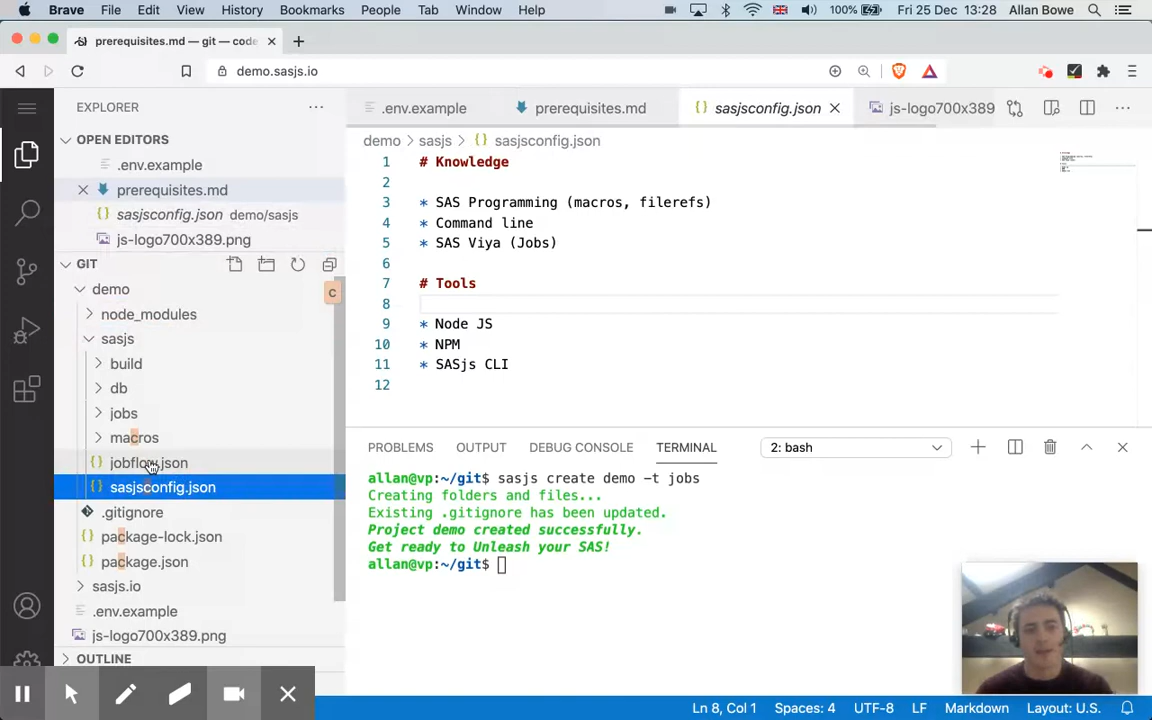 Brave File Edit View History Bookmarks People Tab Window Help 100% Fri 25 Dec 13:28 Allan Bowe
prerequisites.md — git — code
demo.sasjs.io
EXPLORER
OPEN EDITORS
.env.example
prerequisites.md
sasjsconfig.json demo/sasjs
js-logo700x389.png
GIT
demo
C
node_modules
sasjs
build
db
jobs
macros
jobflow.json
sasjsconfig.json
.gitignore
package-lock.json
package.json
sasjs.io
.env.example
js-logo700x389.png
OUTLINE
.env.example prerequisites.md sasjsconfig.json js-logo700x389
demo sasjs sasjsconfig.json
1 # Knowledge
2
3 * SAS Programming (macros, filerefs)
4 * Command line
5 * SAS Viya (Jobs)
6
7 # Tools
8
9 * Node JS
10 * NPM
11 * SASjs CLI
12
PROBLEMS OUTPUT DEBUG CONSOLE TERMINAL 2: bash
allan@vp:~/git$ sasjs create demo -t jobs
Creating folders and files...
Existing .gitignore has been updated.
Project demo created successfully.
Get ready to Unleash your SAS!
allan@vp:~/git$
Ln 8, Col 1 Spaces: 4 UTF-8 LF Markdown Layout: U.S.